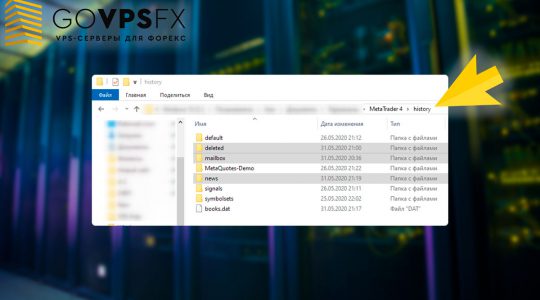 GOVPSFX
VPS-СЕРВЕРЫ ДЛЯ ФОРЕКС
history
Файл Главная Поделиться Вид
MetaTrader 4 > history
Имя Дата изменения Тип
default 26.05.2020 21:12 Папка с файлами
deleted 31.05.2020 21:00 Папка с файлами
mailbox 31.05.2020 20:36 Папка с файлами
MetaQuotes-Demo 26.05.2020 21:22 Папка с файлами
news 31.05.2020 21:19 Папка с файлами
signals 31.05.2020 21:12 Папка с файлами
symbolsets 25.05.2020 22:02 Папка с файлами
books.dat 31.05.2020 21:17 Файл "DAT"